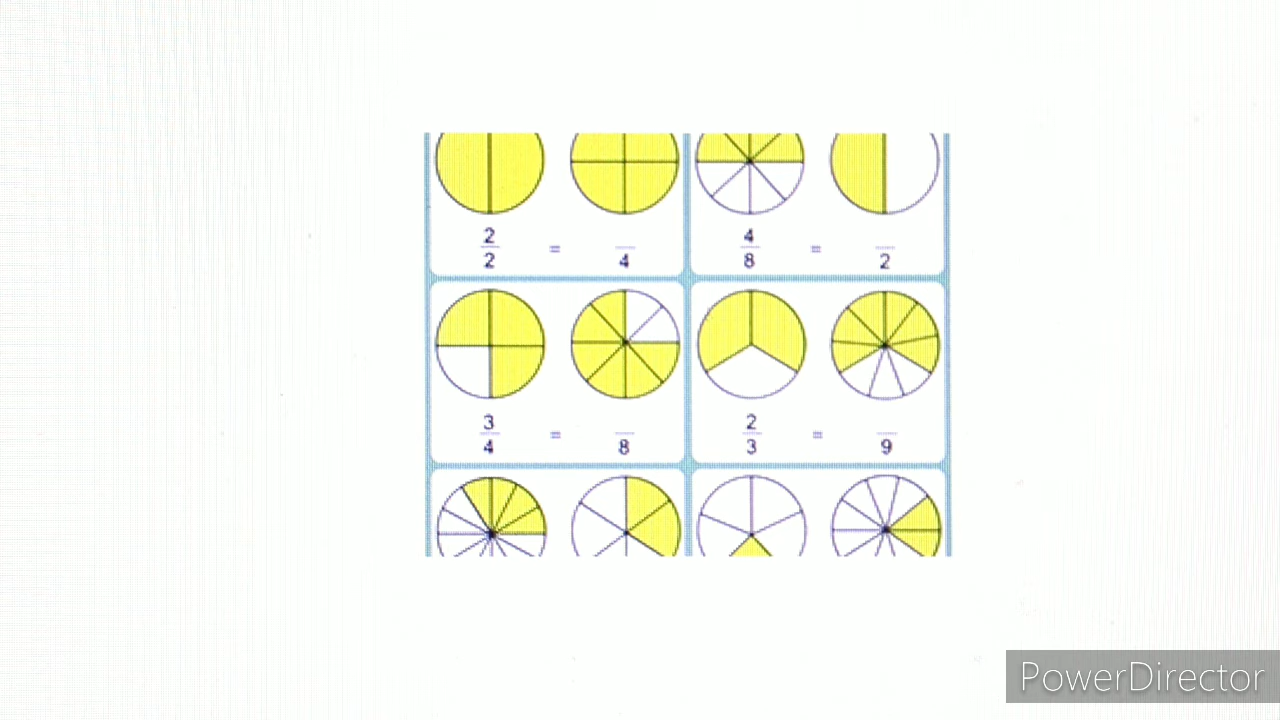 2/2 = /4
4/8 = /2
3/4 = /8
2/3 = /9
PowerDirector